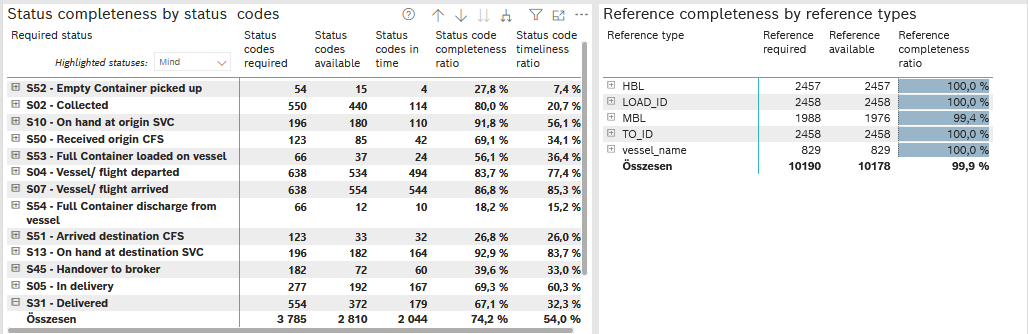 Status completeness by status codes
Required status
Status codes required
Status codes available
Status codes in time
Status code completeness ratio
Status code timeliness ratio
Highlighted statuses: Mind
S52 - Empty Container picked up 54 15 4 27,8 % 7,4 %
S02 - Collected 550 440 114 80,0 % 20,7 %
S10 - On hand at origin SVC 196 180 110 91,8 % 56,1 %
S50 - Received origin CFS 123 85 42 69,1 % 34,1 %
S53 - Full Container loaded on vessel 66 37 24 56,1 % 36,4 %
S04 - Vessel/ flight departed 638 534 494 83,7 % 77,4 %
S07 - Vessel/ flight arrived 638 554 544 86,8 % 85,3 %
S54 - Full Container discharge from vessel 66 12 10 18,2 % 15,2 %
S51 - Arrived destination CFS 123 33 32 26,8 % 26,0 %
S13 - On hand at destination SVC 196 182 164 92,9 % 83,7 %
S45 - Handover to broker 182 72 60 39,6 % 33,0 %
S05 - In delivery 277 192 167 69,3 % 60,3 %
S31 - Delivered 554 372 179 67,1 % 32,3 %
Összesen 3 785 2 810 2 044 74,2 % 54,0 %
Reference completeness by reference types
Reference type
Reference required
Reference available
Reference completeness ratio
HBL 2457 2457 100,0 %
LOAD_ID 2458 2458 100,0 %
MBL 1988 1976 99,4 %
TO_ID 2458 2458 100,0 %
vessel_name 829 829 100,0 %
Összesen 10190 10178 99,9 %